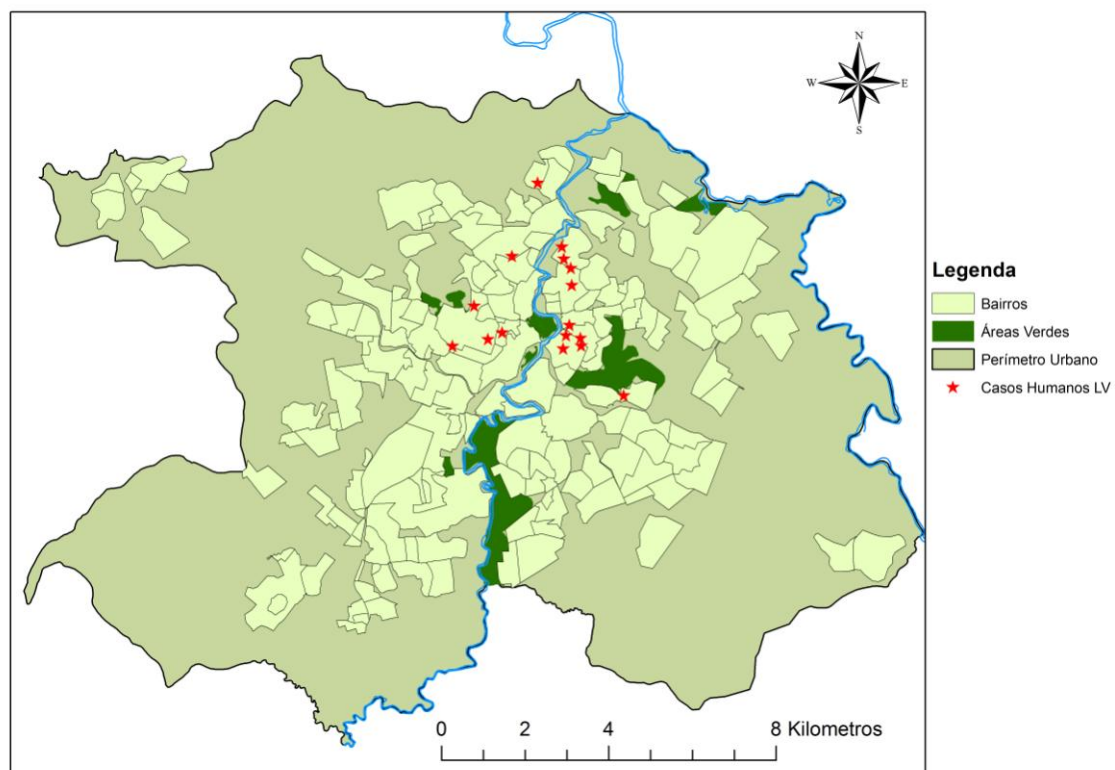 N
W E
S
Legenda
Bairros
Áreas Verdes
Perímetro Urbano
Casos Humanos LV
0 2 4 8 Kilometros